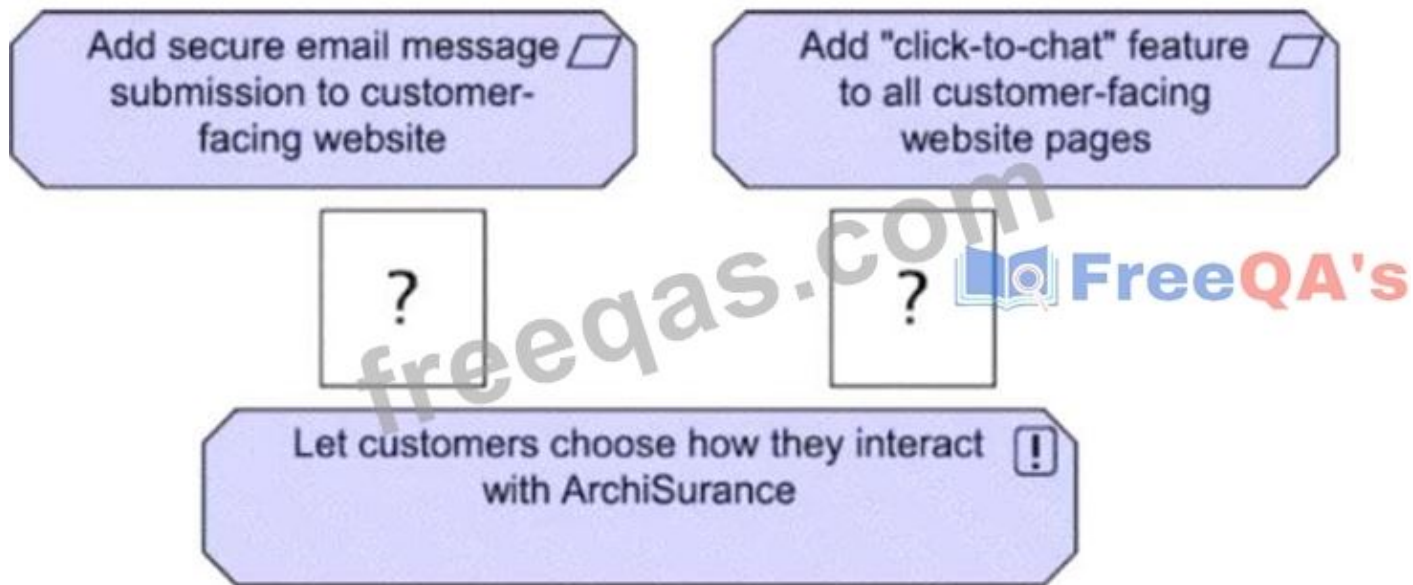 Add secure email message
submission to customer-
facing website
Add "click-to-chat" feature
to all customer-facing
website pages
?
?
freeqas.com
FreeQA's
Let customers choose how they interact
with ArchiSurance
!